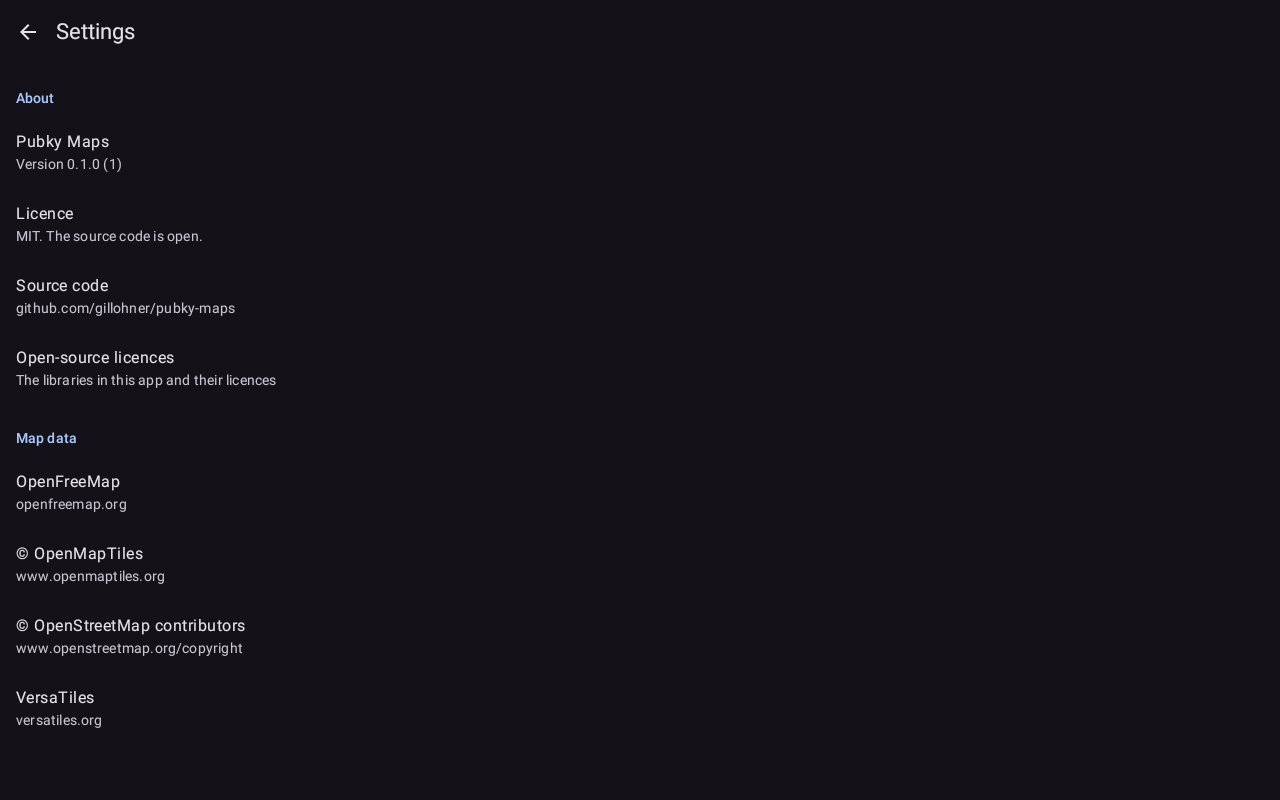 Settings
About
Pubky Maps
Version 0.1.0 (1)
Licence
MIT. The source code is open.
Source code
github.com/gillohner/pubky-maps
Open-source licences
The libraries in this app and their licences
Map data
OpenFreeMap
openfreemap.org
© OpenMapTiles
www.openmaptiles.org
© OpenStreetMap contributors
www.openstreetmap.org/copyright
VersaTiles
versatiles.org